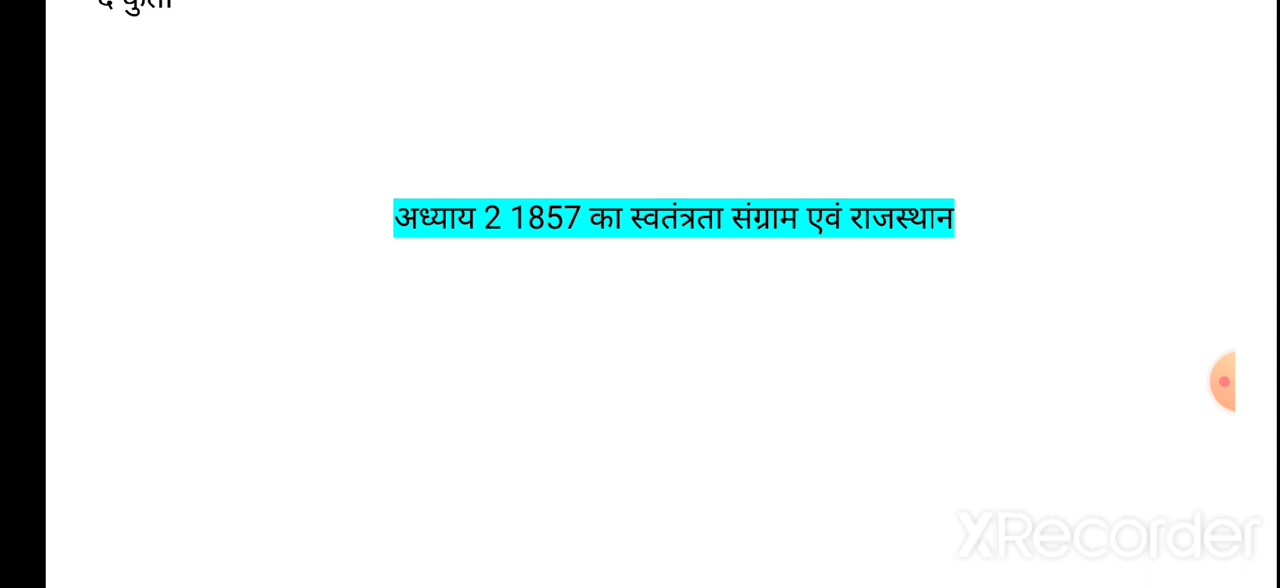 अध्याय 2 1857 का स्वतंत्रता संग्राम एवं राजस्थान
XRecorder